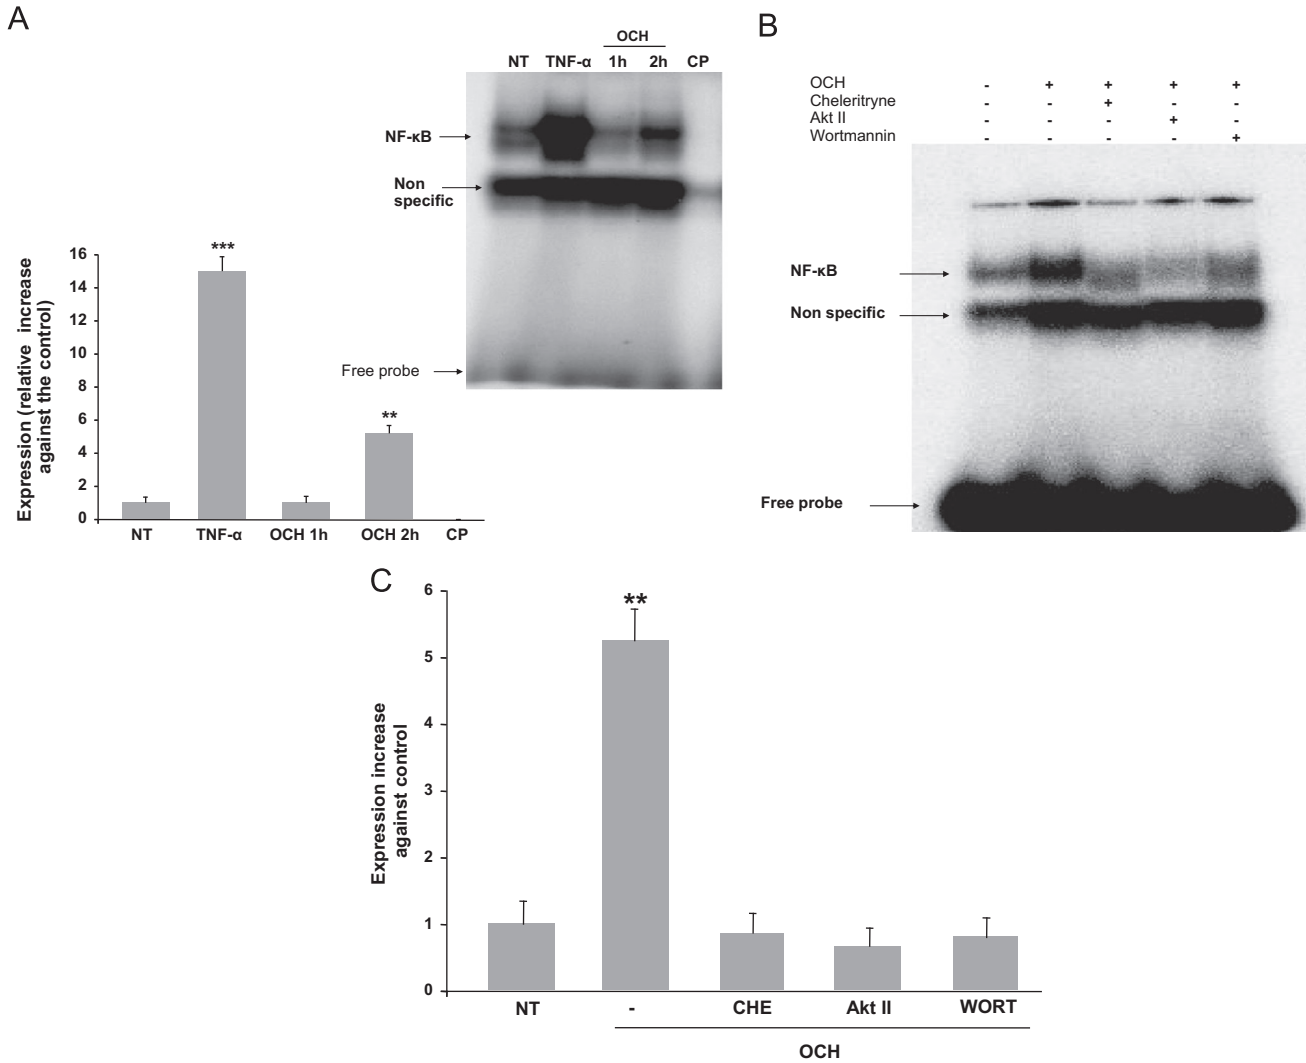 A
OCH
NT TNF-α 1h 2h CP
NF-κB
Non
specific
Free probe
Expression (relative increase
against the control)
16
14
12
10
8
6
4
2
0
***
**
NT TNF-α OCH 1h OCH 2h CP
B
OCH - + + + +
Cheleritryne - - + - -
Akt II - - - + -
Wortmannin - - - - +
NF-κB
Non specific
Free probe
C
Expression increase
against control
6
5
4
3
2
1
0
**
NT - CHE Akt II WORT
OCH